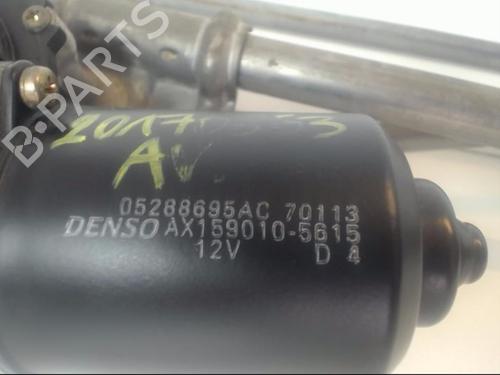 B-PARTS
AV.
05288695AC 70113
DENSO AX159010-5615
12V D 4